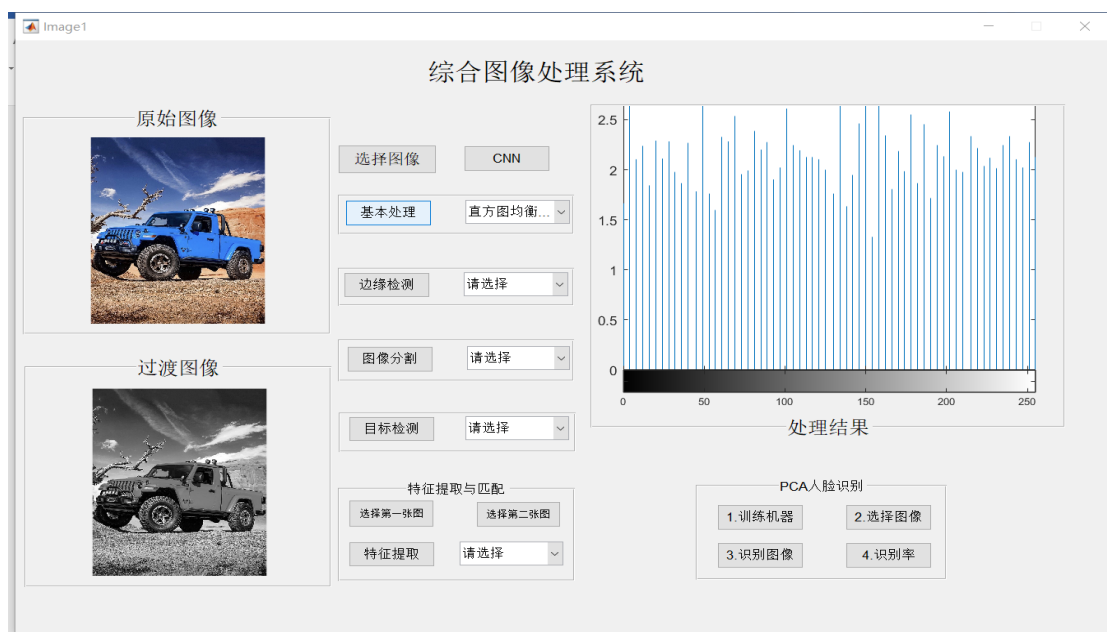 Image1
综合图像处理系统
原始图像
选择图像
CNN
基本处理
直方图均衡...
边缘检测
请选择
图像分割
请选择
过渡图像
目标检测
请选择
特征提取与匹配
选择第一张图
选择第二张图
特征提取
请选择
2.5
2
1.5
1
0.5
0
0 50 100 150 200 250
处理结果
PCA人脸识别
1.训练机器
2.选择图像
3.识别图像
4.识别率